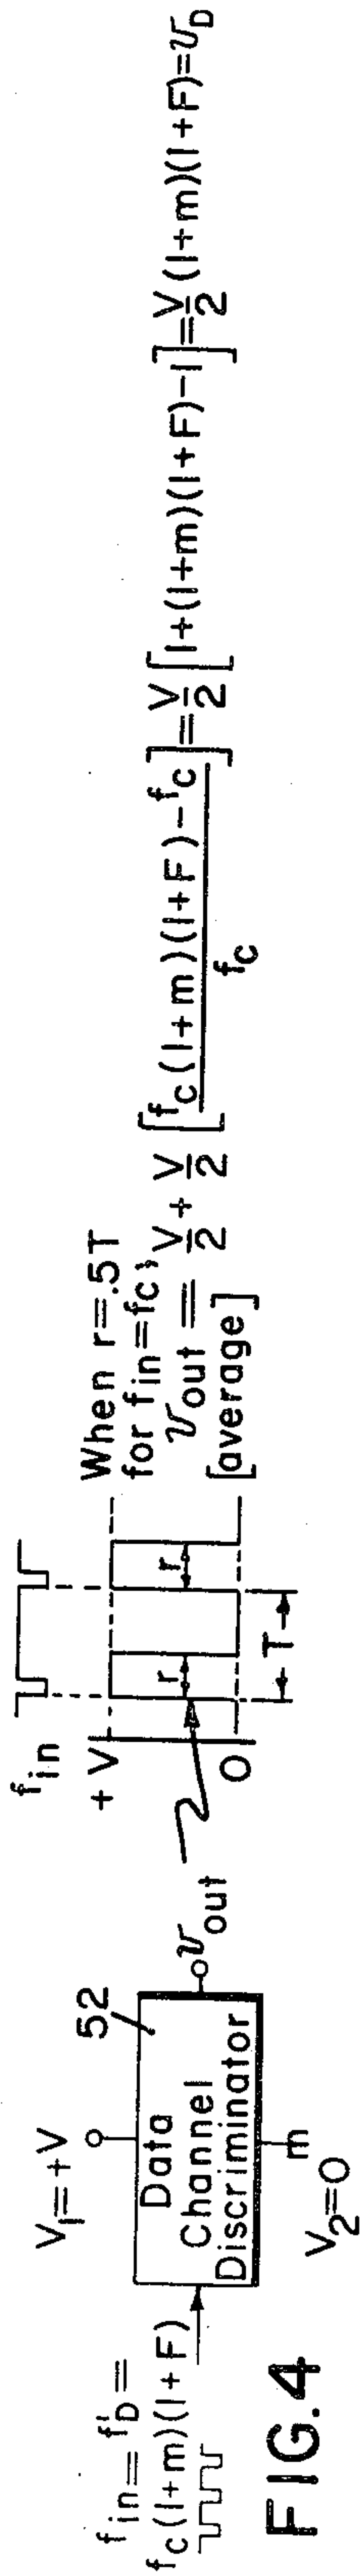 f_in = f'_D =
f_c(1+m)(1+F)
V_1=+V
52
Data
Channel
Discriminator
v_out
m
V_2=0
f_in
+V
0
r
r
T
When r=.5T
for f_in=f_c;
v_out = V/2 + V/2 [f_c(1+m)(1+F)-f_c / f_c] = V/2 [1+(1+m)(1+F)-1] = V/2 (1+m)(1+F)=v_D
[average]
FIG.4